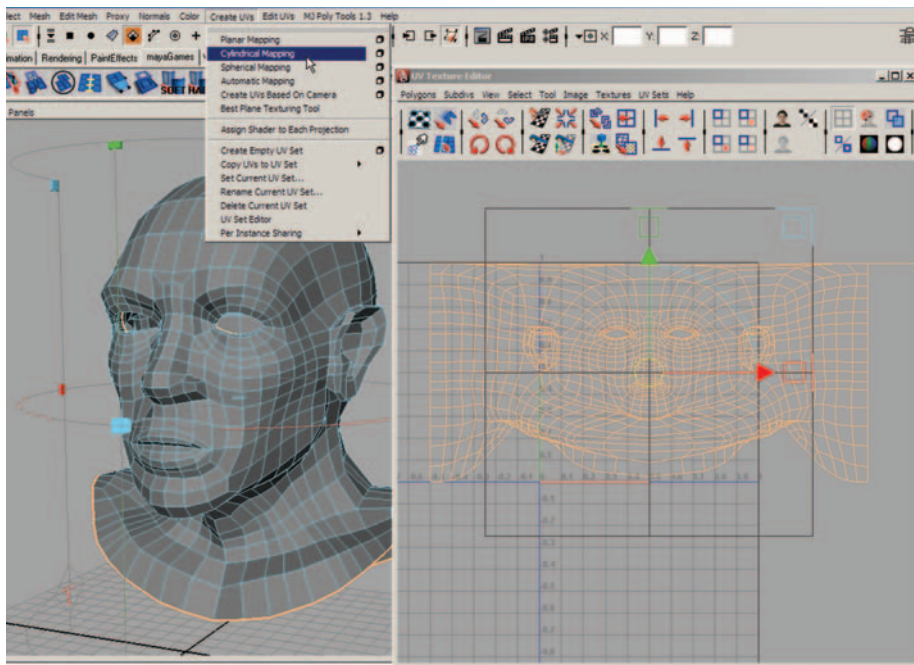 Mesh Edit Mesh Proxy Normals Color Create UVs Edit UVs MJ Poly Tools 1.3 Help
X: Y: Z:
Rendering PaintEffects mayaGames
SOFT
Panels
Planar Mapping
Cylindrical Mapping
Spherical Mapping
Automatic Mapping
Create UVs Based On Camera
Best Plane Texturing Tool
Assign Shader to Each Projection
Create Empty UV Set
Copy UVs to UV Set
Set Current UV Set...
Rename Current UV Set...
Delete Current UV Set
UV Set Editor
Per Instance Sharing
UV Texture Editor
Polygons Subdivs View Select Tool Image Textures UV Sets Help